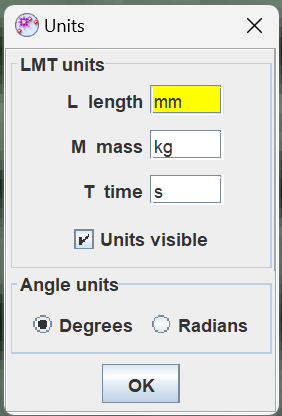 Units
LMT units
L length mm
M mass kg
T time s
Units visible
Angle units
Degrees Radians
OK